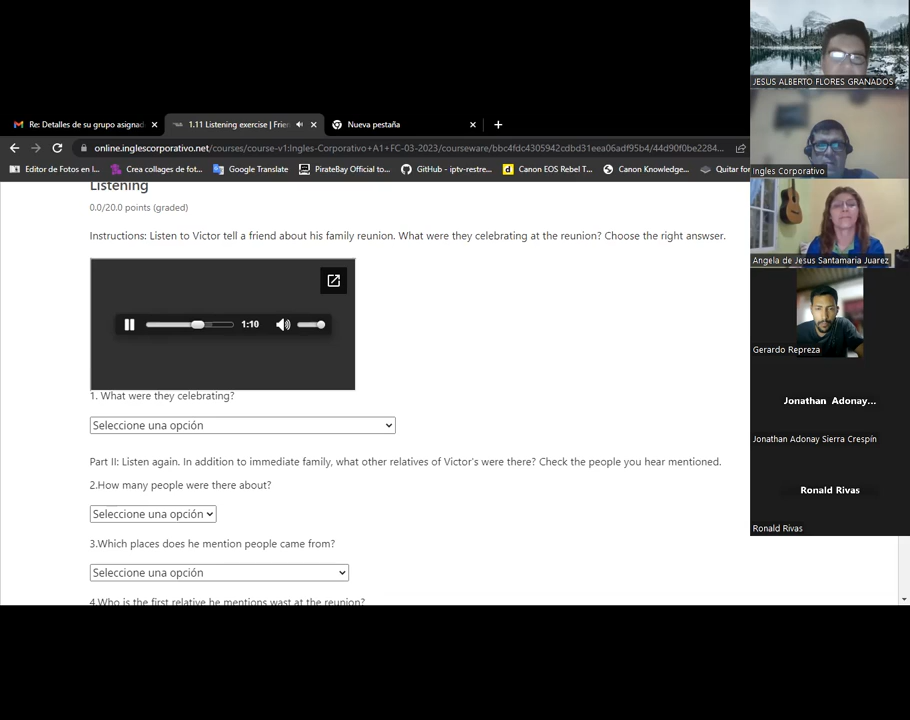 Re: Detalles de su grupo asignad
1.11 Listening exercise | Frien
Nueva pestaña
online.inglescorporativo.net/courses/course-v1:Ingles-Corporativo+A1+FC-03-2023/courseware/bbc4fdc4305942cdbd31eea06adf95b4/44d90f0be2284...
Editor de Fotos en l...
Crea collages de fot...
Google Translate
PirateBay Oficial To...
GitHub - iptv-restre...
Canon EOS Rebel T...
Canon Knowledge...
Quitar fon
Listening
0.0/20.0 points (graded)
Instructions: Listen to Victor tell a friend about his family reunion. What were they celebrating at the reunion? Choose the right answser.
1:10
1. What were they celebrating?
Seleccione una opción
Part II: Listen again. In addition to immediate family, what other relatives of Victor's were there? Check the people you hear mentioned.
2.How many people were there about?
Seleccione una opción
3.Which places does he mention people came from?
Seleccione una opción
4.Who is the first relative he mentions wast at the reunion?
JESUS ALBERTO FLORES GRANADOS
Ingles Corporativo
Angela de Jesus Santamaria Juarez
Gerardo Repreza
Jonathan Adonay...
Jonathan Adonay Sierra Crespín
Ronald Rivas
Ronald Rivas